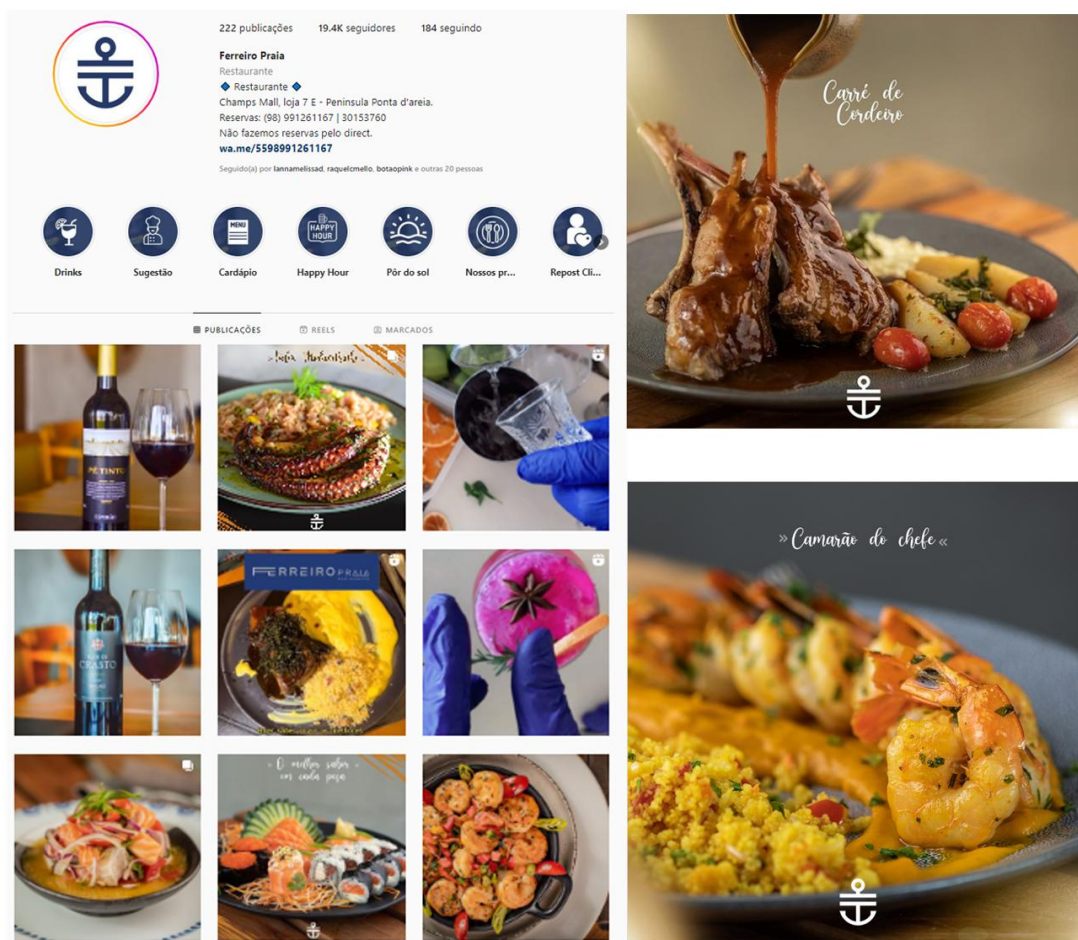 222 publicações 19.4K seguidores 184 seguindo
Ferreiro Praia
Restaurante
Restaurante
Champs Mall, loja 7 E - Peninsula Ponta d'areia.
Reservas: (98) 991261167 | 30153760
Não fazemos reservas pelo direct.
wa.me/5598991261167
Seguido(a) por lannamelissad, raquelcmello, botaopink e outras 20 pessoas
MENU
HAPPY
HOUR
Drinks Sugestão Cardápio Happy Hour Pôr do sol Nossos pr... Repost Cli...
PUBLICAÇÕES REELS MARCADOS
PÉ TINTO
FERREIRO PRAIA
CRASTO
O melhor sabor
em cada peça
Carré de
Cordeiro
»Camarão do chefe«